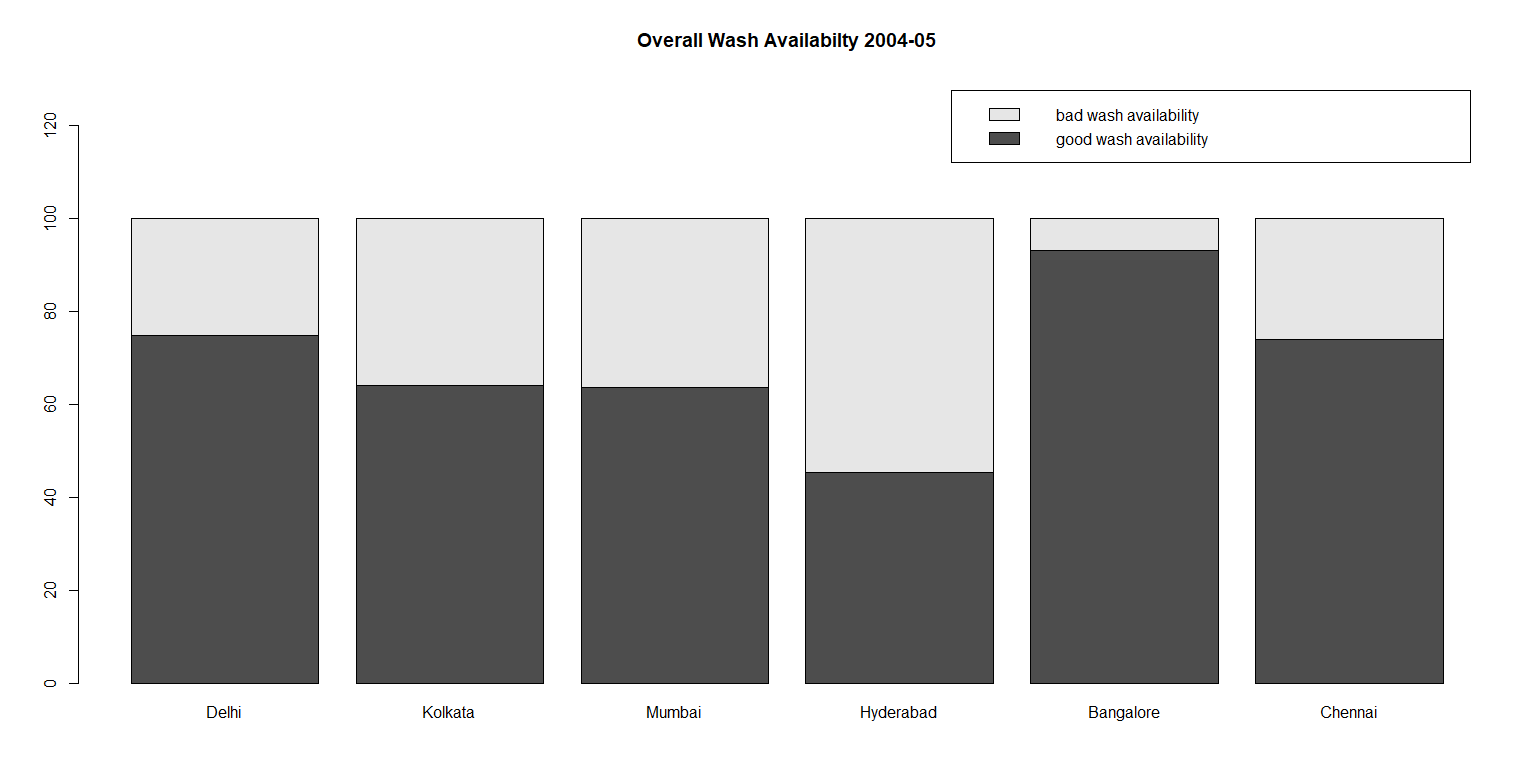 Overall Wash Availabilty 2004-05
bad wash availability
good wash availability
120
100
80
60
40
20
0
Delhi Kolkata Mumbai Hyderabad Bangalore Chennai